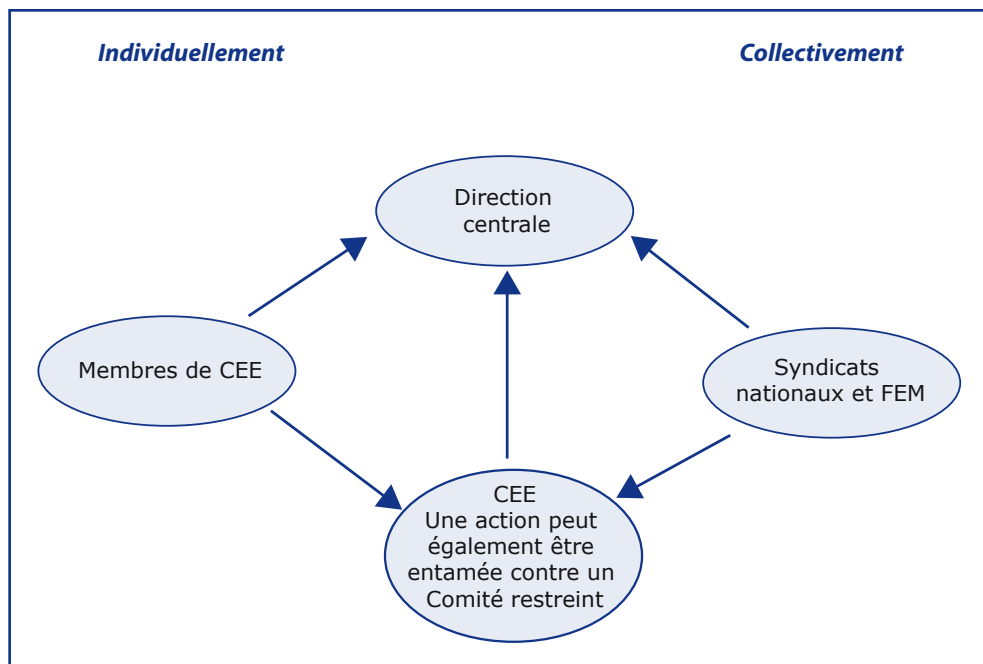 Individuellement
Collectivement
Direction
centrale
Membres de CEE
Syndicats
nationaux et FEM
CEE
Une action peut
également être
entamée contre un
Comité restreint